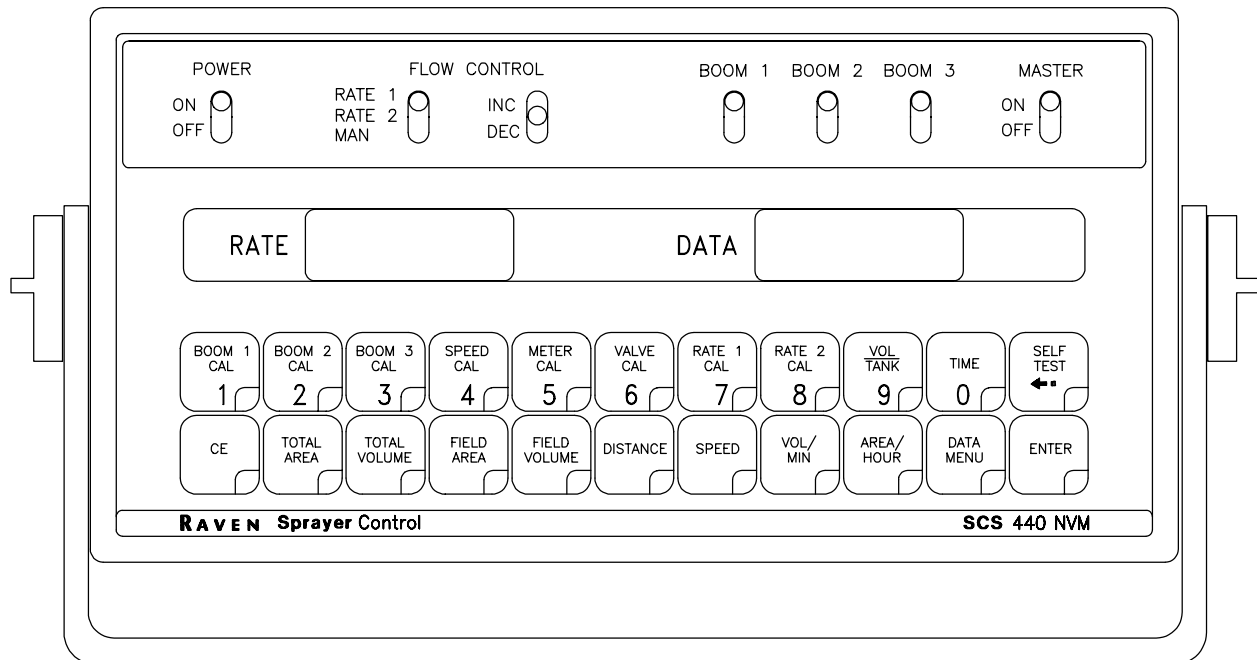 POWER
ON
OFF
FLOW CONTROL
RATE 1
RATE 2
MAN
INC
DEC
BOOM 1 BOOM 2 BOOM 3
MASTER
ON
OFF
RATE
DATA
BOOM 1
CAL
1
BOOM 2
CAL
2
BOOM 3
CAL
3
SPEED
CAL
4
METER
CAL
5
VALVE
CAL
6
RATE 1
CAL
7
RATE 2
CAL
8
VOL
TANK
9
TIME
0
SELF
TEST
CE
TOTAL
AREA
TOTAL
VOLUME
FIELD
AREA
FIELD
VOLUME
DISTANCE
SPEED
VOL/
MIN
AREA/
HOUR
DATA
MENU
ENTER
RAVEN Sprayer Control
SCS 440 NVM